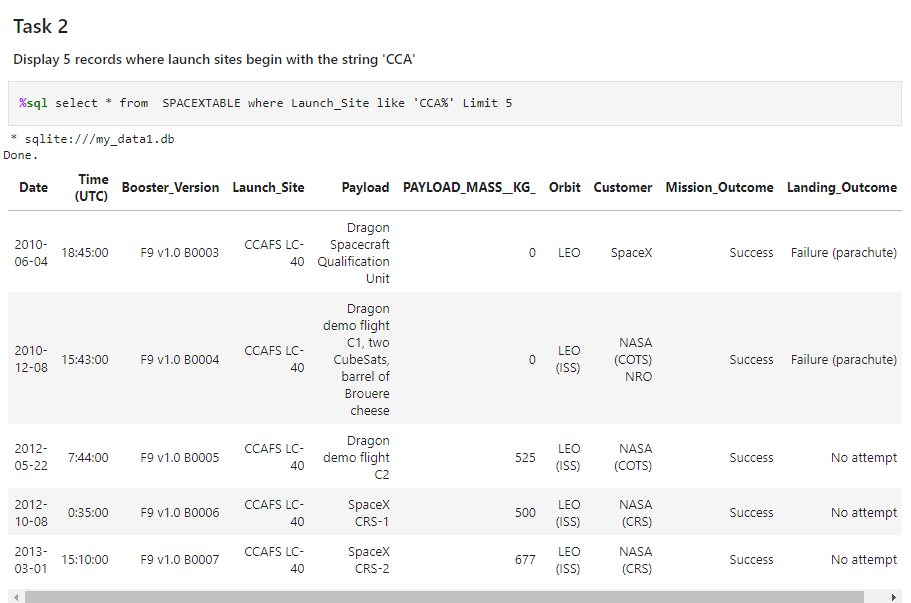 Task 2
Display 5 records where launch sites begin with the string 'CCA'
%sql select * from  SPACEXTABLE where Launch_Site like 'CCA%' Limit 5
* sqlite:///my_data1.db
Done.
Date Time (UTC) Booster_Version Launch_Site Payload PAYLOAD_MASS__KG_ Orbit Customer Mission_Outcome Landing_Outcome
2010-06-04 18:45:00 F9 v1.0 B0003 CCAFS LC-40 Dragon Spacecraft Qualification Unit 0 LEO SpaceX Success Failure (parachute)
2010-12-08 15:43:00 F9 v1.0 B0004 CCAFS LC-40 Dragon demo flight C1, two CubeSats, barrel of Brouere cheese 0 LEO (ISS) NASA (COTS) NRO Success Failure (parachute)
2012-05-22 7:44:00 F9 v1.0 B0005 CCAFS LC-40 Dragon demo flight C2 525 LEO (ISS) NASA (COTS) Success No attempt
2012-10-08 0:35:00 F9 v1.0 B0006 CCAFS LC-40 SpaceX CRS-1 500 LEO (ISS) NASA (CRS) Success No attempt
2013-03-01 15:10:00 F9 v1.0 B0007 CCAFS LC-40 SpaceX CRS-2 677 LEO (ISS) NASA (CRS) Success No attempt